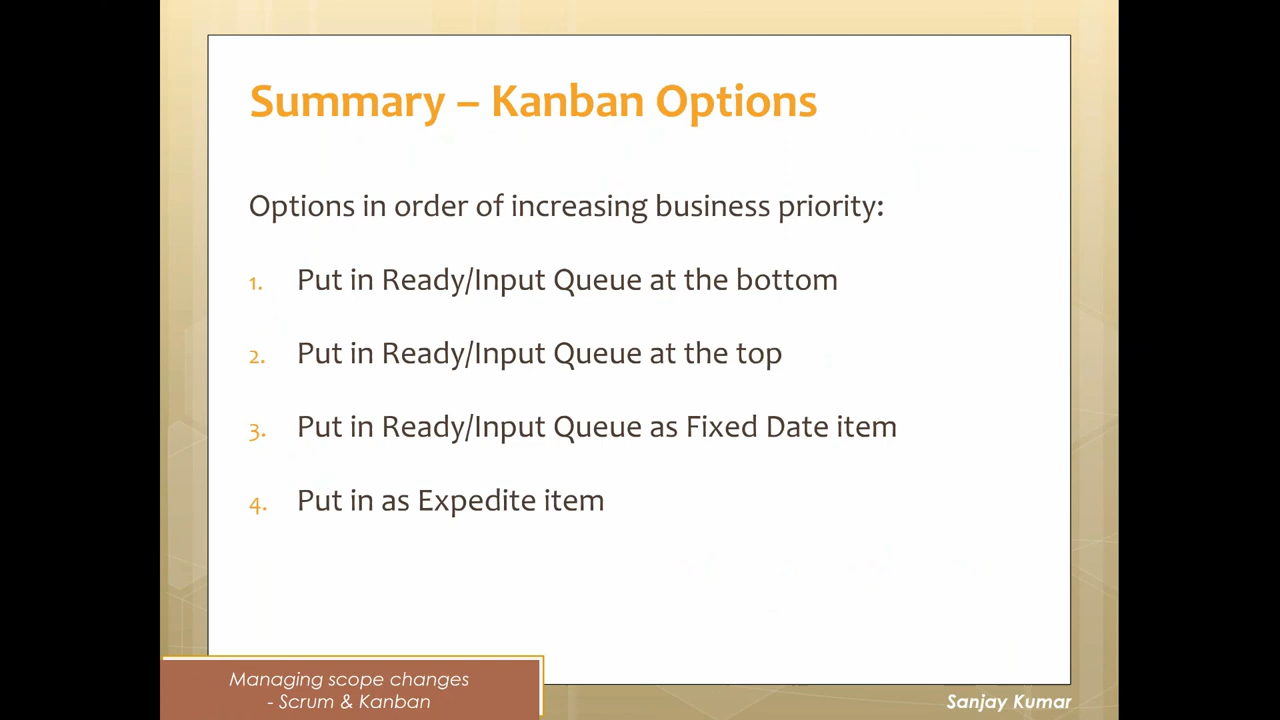 Summary – Kanban Options
Options in order of increasing business priority:
1. Put in Ready/Input Queue at the bottom
2. Put in Ready/Input Queue at the top
3. Put in Ready/Input Queue as Fixed Date item
4. Put in as Expedite item
Managing scope changes
- Scrum & Kanban
Sanjay Kumar